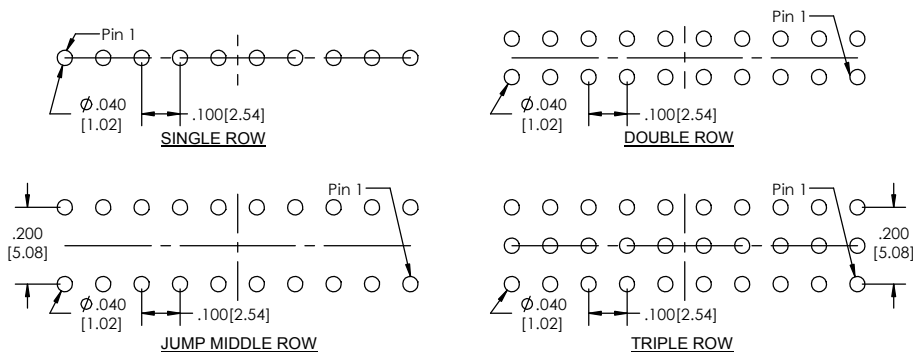 Pin 1
Ø.040
[1.02]
.100[2.54]
SINGLE ROW
Pin 1
Ø.040
[1.02]
.100[2.54]
DOUBLE ROW
Pin 1
.200
[5.08]
Ø.040
[1.02]
.100[2.54]
JUMP MIDDLE ROW
Pin 1
.200
[5.08]
Ø.040
[1.02]
.100[2.54]
TRIPLE ROW